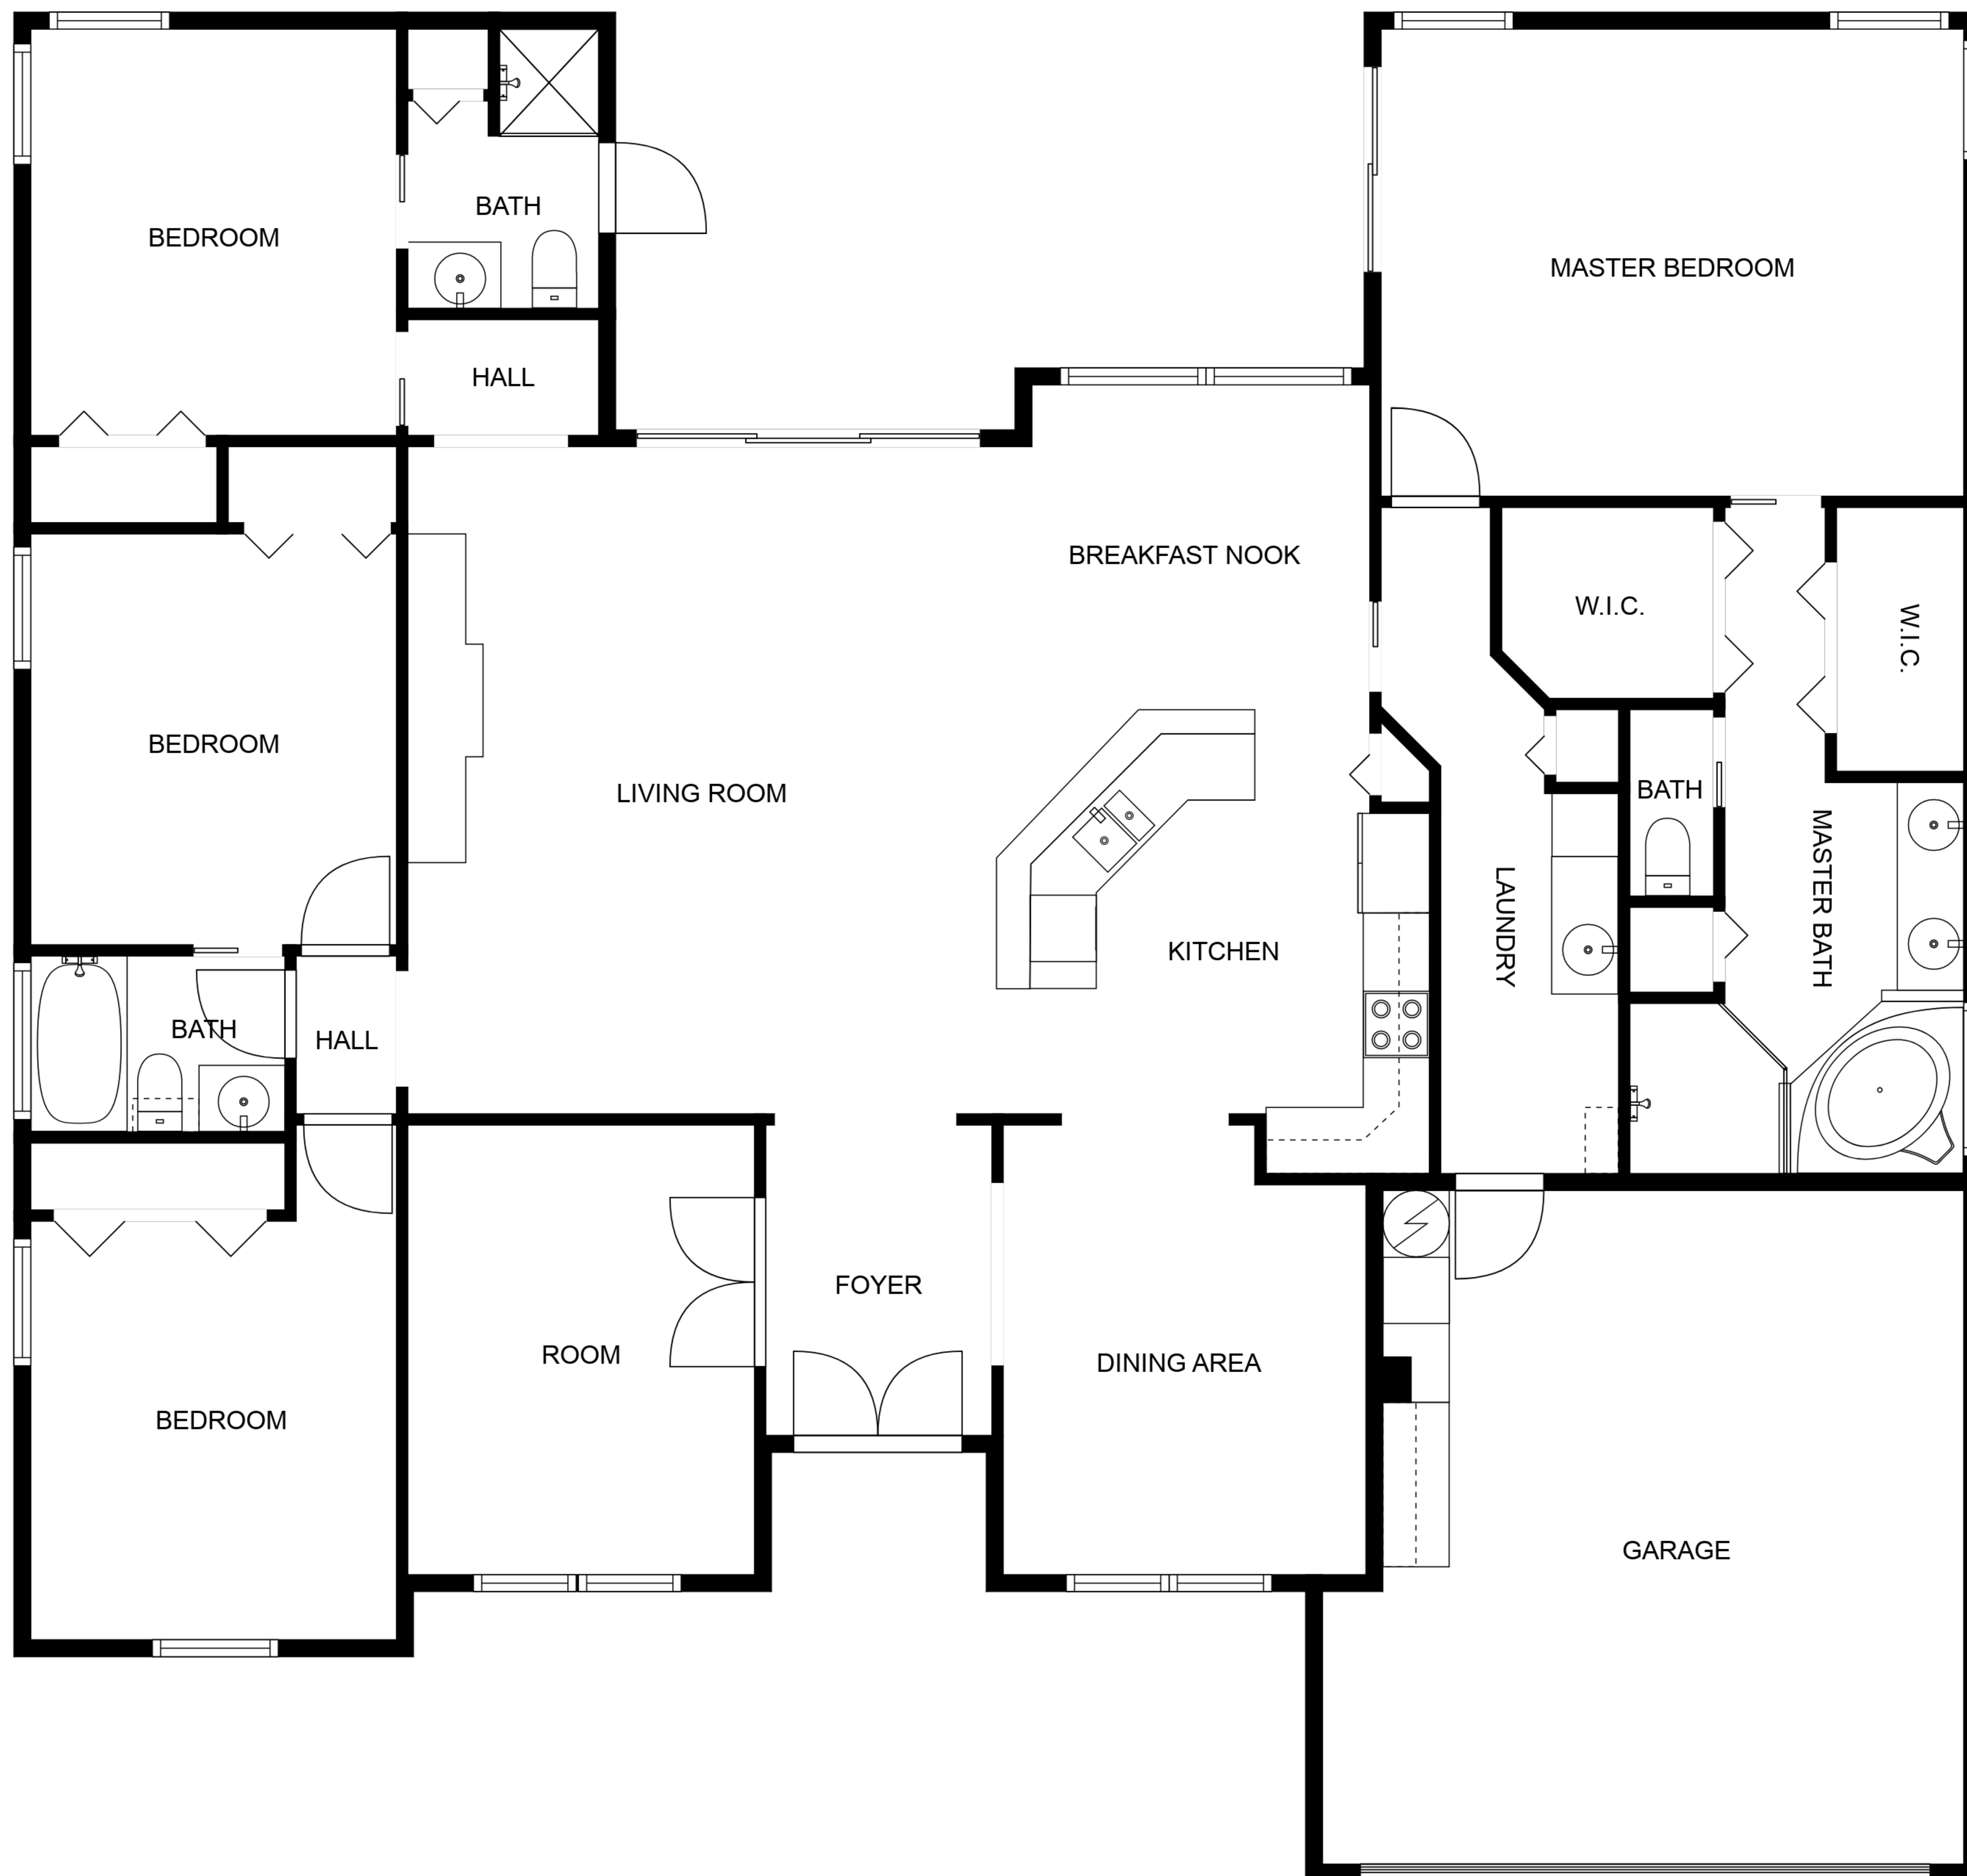 BATH
BEDROOM
MASTER BEDROOM
HALL
BREAKFAST NOOK
W.I.C.
W.I.C.
BEDROOM
LIVING ROOM
BATH
MASTER BATH
LAUNDRY
KITCHEN
BATH
HALL
FOYER
ROOM
DINING AREA
BEDROOM
GARAGE